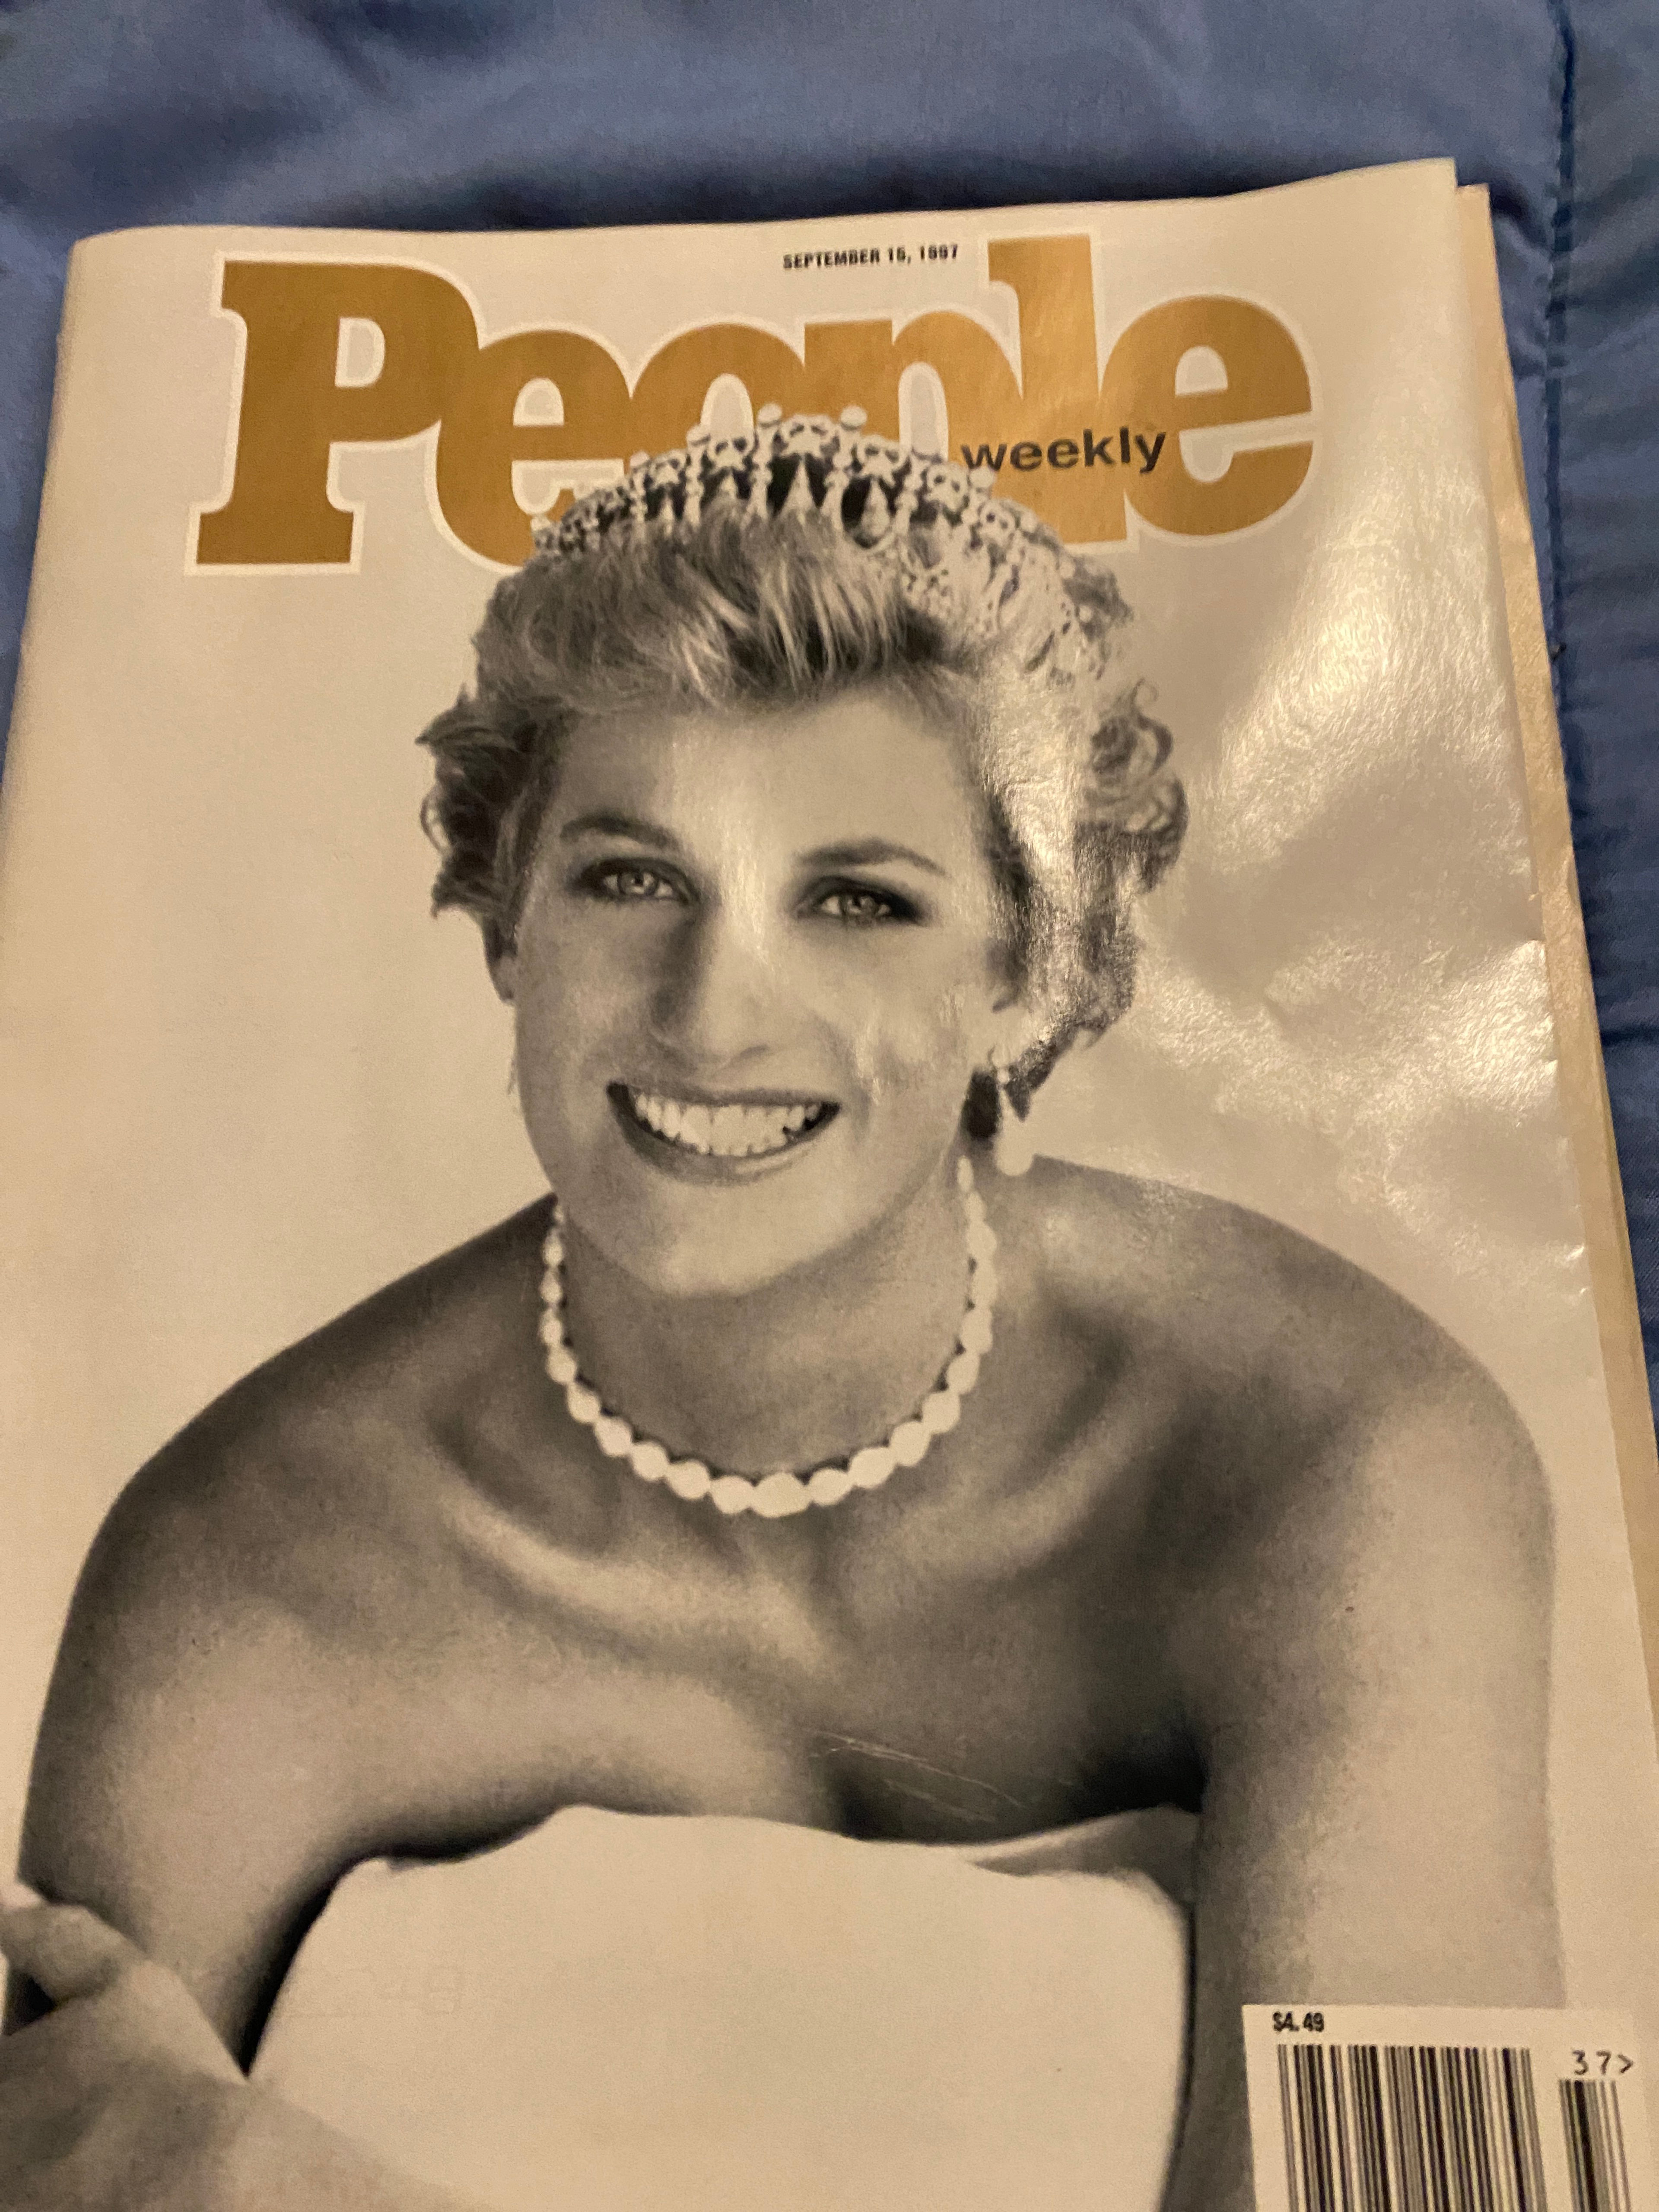 SEPTEMBER 15, 1997
People
weekly
$4.49
37>